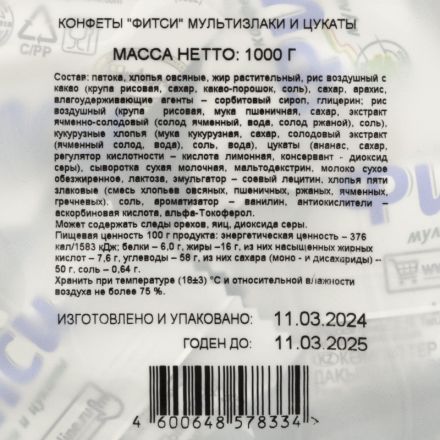 КОНФЕТЫ "ФИТСИ" МУЛЬТИЗЛАКИ И ЦУКАТЫ
МАССА НЕТТО: 1000 Г
Состав: патока, хлопья овсяные, жир растительный, рис воздушный с
какао (крупа рисовая, сахар, какао-порошок, соль), сахар, арахис,
влагоудерживающие агенты – сорбитовый сироп, глицерин; рис
воздушный (крупа рисовая, мука пшеничная, сахар, экстракт
ячменно-солодовый (солод ячменный, вода, солод ржаной), соль),
кукурузные хлопья (мука кукурузная, сахар, солодовый экстракт
(ячменный солод, вода), соль, вода), цукаты (ананас, сахар,
регулятор кислотности – кислота лимонная, консервант - диоксид
серы), сыворотка сухая молочная, мальтодекстрин, молоко сухое
обезжиренное, лактоза, эмульгатор – соевый лецитин, хлопья пяти
злаковые (смесь хлопьев овсяных, пшеничных, ржаных, ячменных,
гречневых), соль, ароматизатор – ванилин, антиокислители –
аскорбиновая кислота, альфа-Токоферол.
Может содержать следы орехов, яиц, диоксида серы.
Пищевая ценность 100 г продукта: энергетическая ценность – 376
кал/1583 кДж; белки – 6,0 г, жиры –16 г, из них насыщенных жирных
кислот – 7,6 г, углеводы – 58 г, из них сахара (моно - и дисахариды) –
50 г, соль – 0,64 г.
Хранить при температуре (18±3) °С и относительной влажности
воздуха не более 75 %.
ИЗГОТОВЛЕНО И УПАКОВАНО: 11.03.2024
ГОДЕН ДО: 11.03.2025
4 600648 578334
C/PP